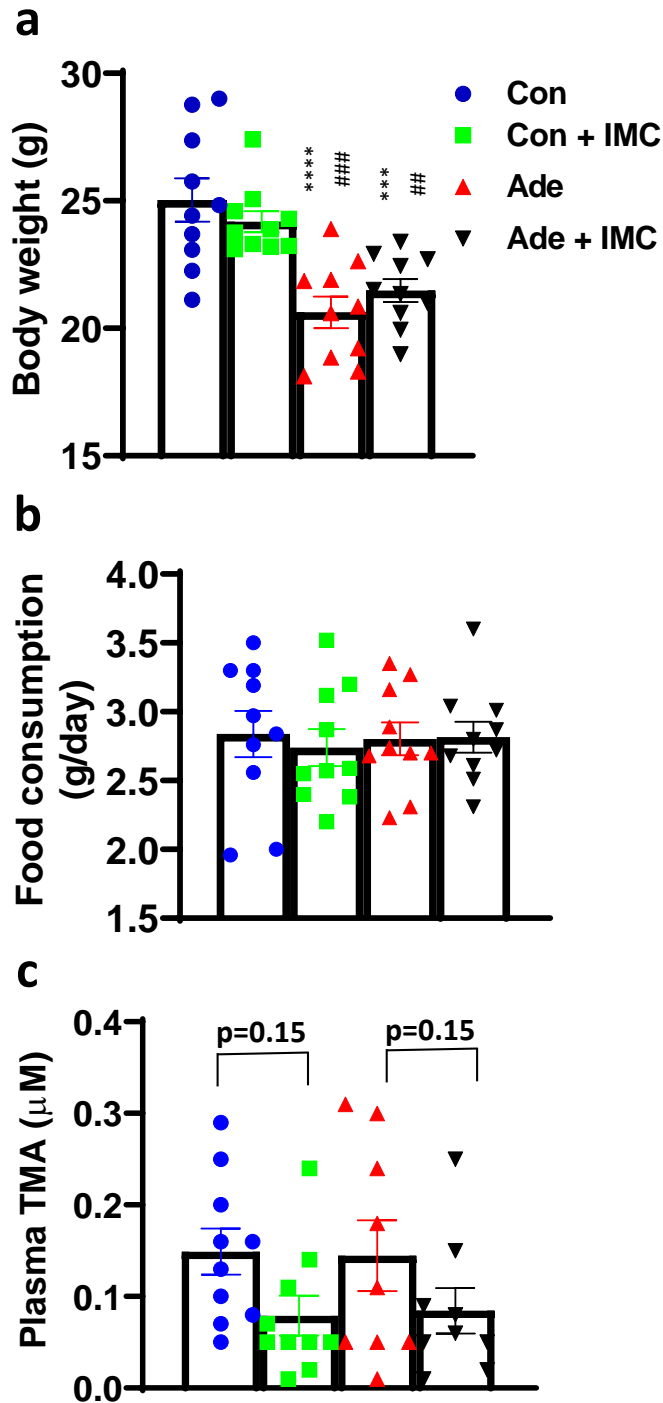 a
Body weight (g)
30
25
20
15
****
###
***
##
Con
Con + IMC
Ade
Ade + IMC
b
Food consumption
(g/day)
4.0
3.5
3.0
2.5
2.0
1.5
c
Plasma TMA (μM)
0.4
0.3
0.2
0.1
0.0
p=0.15
p=0.15